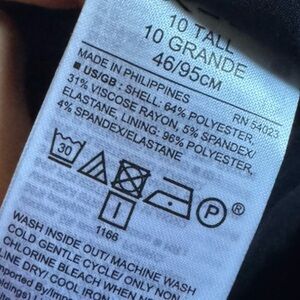 10 TALL
10 GRANDE
46/95CM
MADE IN PHILIPPINES
RN 54023
■ US/GB : SHELL: 64% POLYESTER,
31% VISCOSE RAYON, 5% SPANDEX/
ELASTANE, LINING: 96% POLYESTER,
4% SPANDEX/ELASTANE
30
P ®
I
1166
WASH INSIDE OUT/ MACHINE WASH
COLD GENTLE CYCLE/ ONLY NON
CHLORINE BLEACH WHEN NE
LINE DRY/ COOL IRON